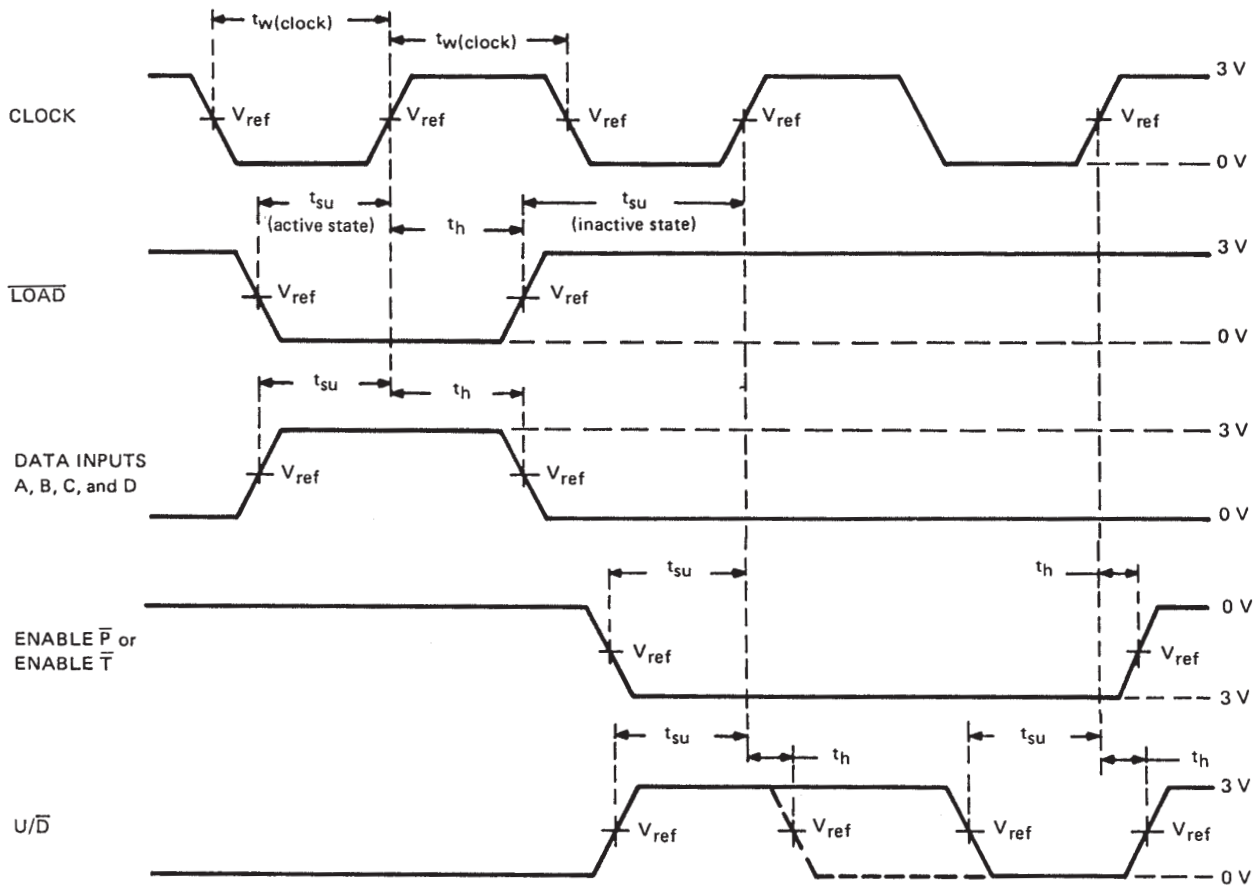 tw(clock)
tw(clock)
3 V
CLOCK
Vref
Vref
Vref
Vref
Vref
0 V
tsu
(active state)
th
tsu
(inactive state)
3 V
LOAD
Vref
Vref
0 V
tsu
th
3 V
DATA INPUTS
A, B, C, and D
Vref
Vref
0 V
tsu
th
0 V
ENABLE P̅ or
ENABLE T̅
Vref
Vref
3 V
tsu
th
tsu
th
3 V
U/D̅
Vref
Vref
Vref
Vref
0 V